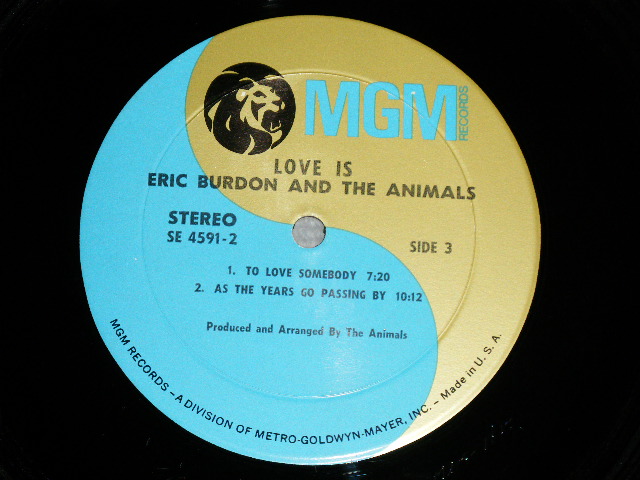 MGM
RECORDS
LOVE IS
ERIC BURDON AND THE ANIMALS
STEREO
SE 4591-2
SIDE 3
1. TO LOVE SOMEBODY 7:20
2. AS THE YEARS GO PASSING BY 10:12
Produced and Arranged By The Animals
MGM RECORDS – A DIVISION OF METRO-GOLDWYN-MAYER, INC. – Made in U. S. A.